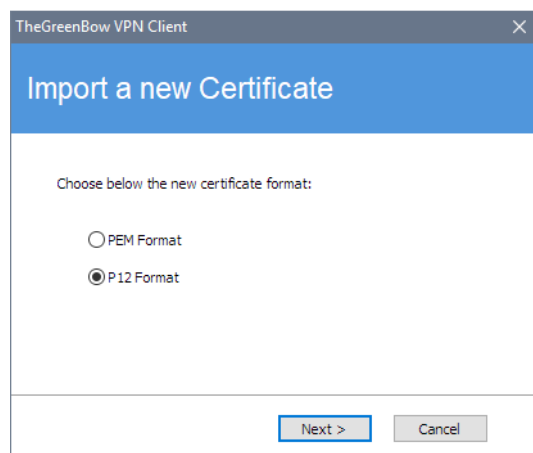 TheGreenBow VPN Client
Import a new Certificate
Choose below the new certificate format:
PEM Format
P12 Format
Next >
Cancel